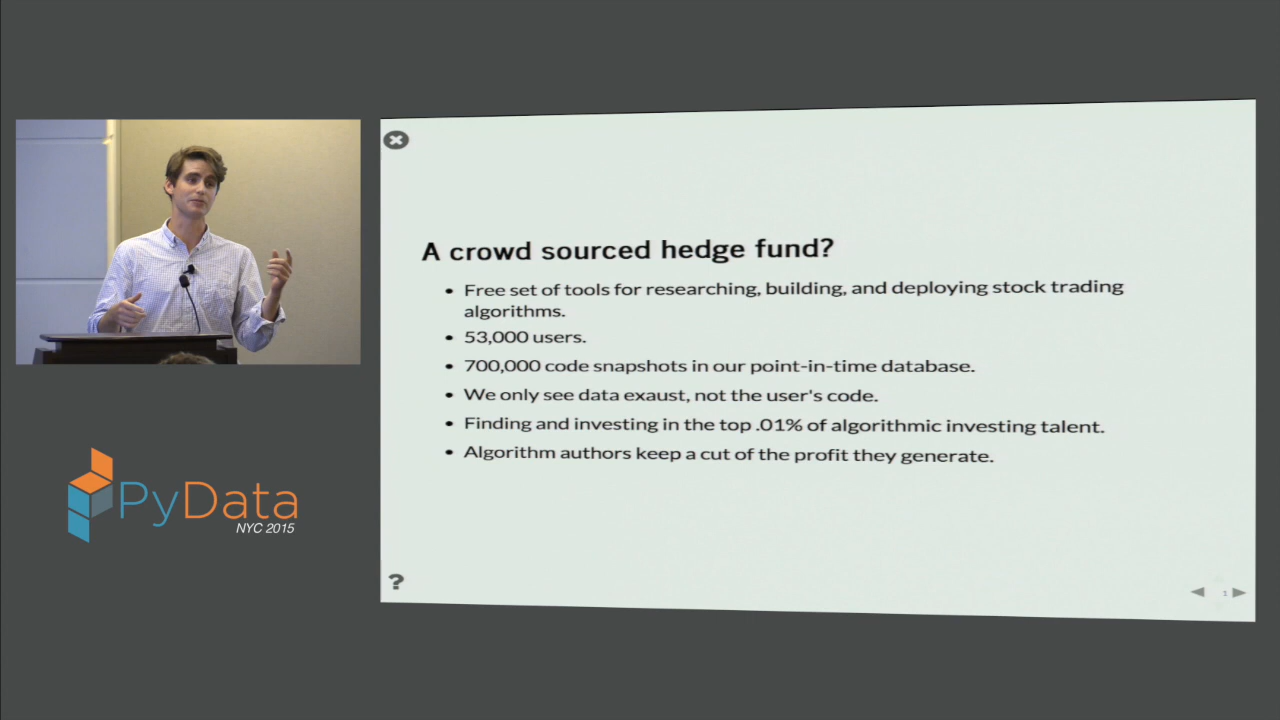 A crowd sourced hedge fund?
• Free set of tools for researching, building, and deploying stock trading
algorithms.
• 53,000 users.
• 700,000 code snapshots in our point-in-time database.
• We only see data exaust, not the user's code.
• Finding and investing in the top .01% of algorithmic investing talent.
• Algorithm authors keep a cut of the profit they generate.
?
1
PyData
NYC 2015